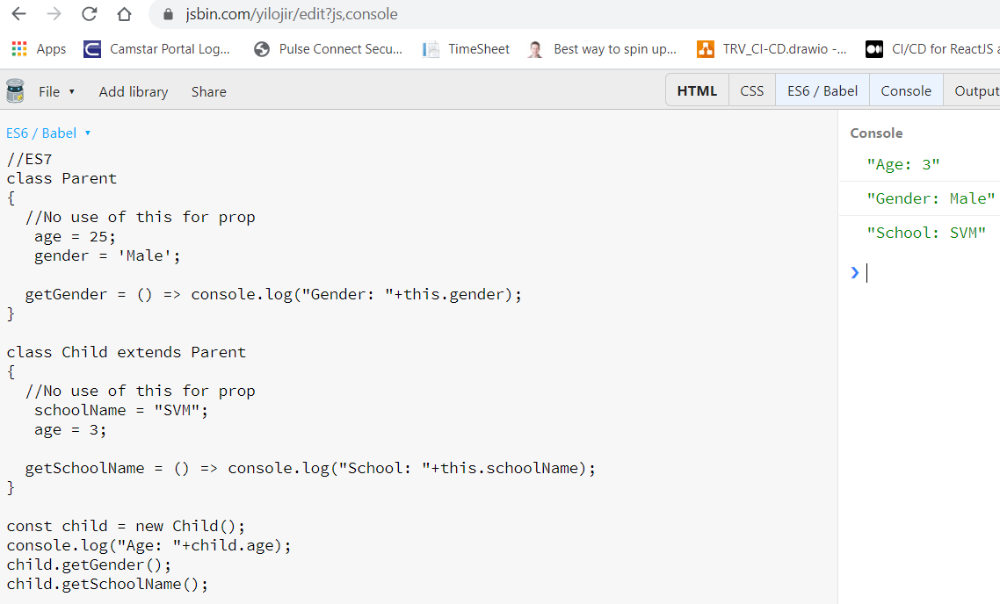 jsbin.com/yilojir/edit?js,console
Apps Camstar Portal Log... Pulse Connect Secu... TimeSheet Best way to spin up... TRV_CI-CD.drawio -... CI/CD for ReactJS a
File ▾ Add library Share HTML CSS ES6 / Babel Console Output
ES6 / Babel ▾
//ES7
class Parent
{
  //No use of this for prop
   age = 25;
   gender = 'Male';
  getGender = () => console.log("Gender: "+this.gender);
}
class Child extends Parent
{
  //No use of this for prop
   schoolName = "SVM";
   age = 3;
  getSchoolName = () => console.log("School: "+this.schoolName);
}
const child = new Child();
console.log("Age: "+child.age);
child.getGender();
child.getSchoolName();
Console
"Age: 3"
"Gender: Male"
"School: SVM"